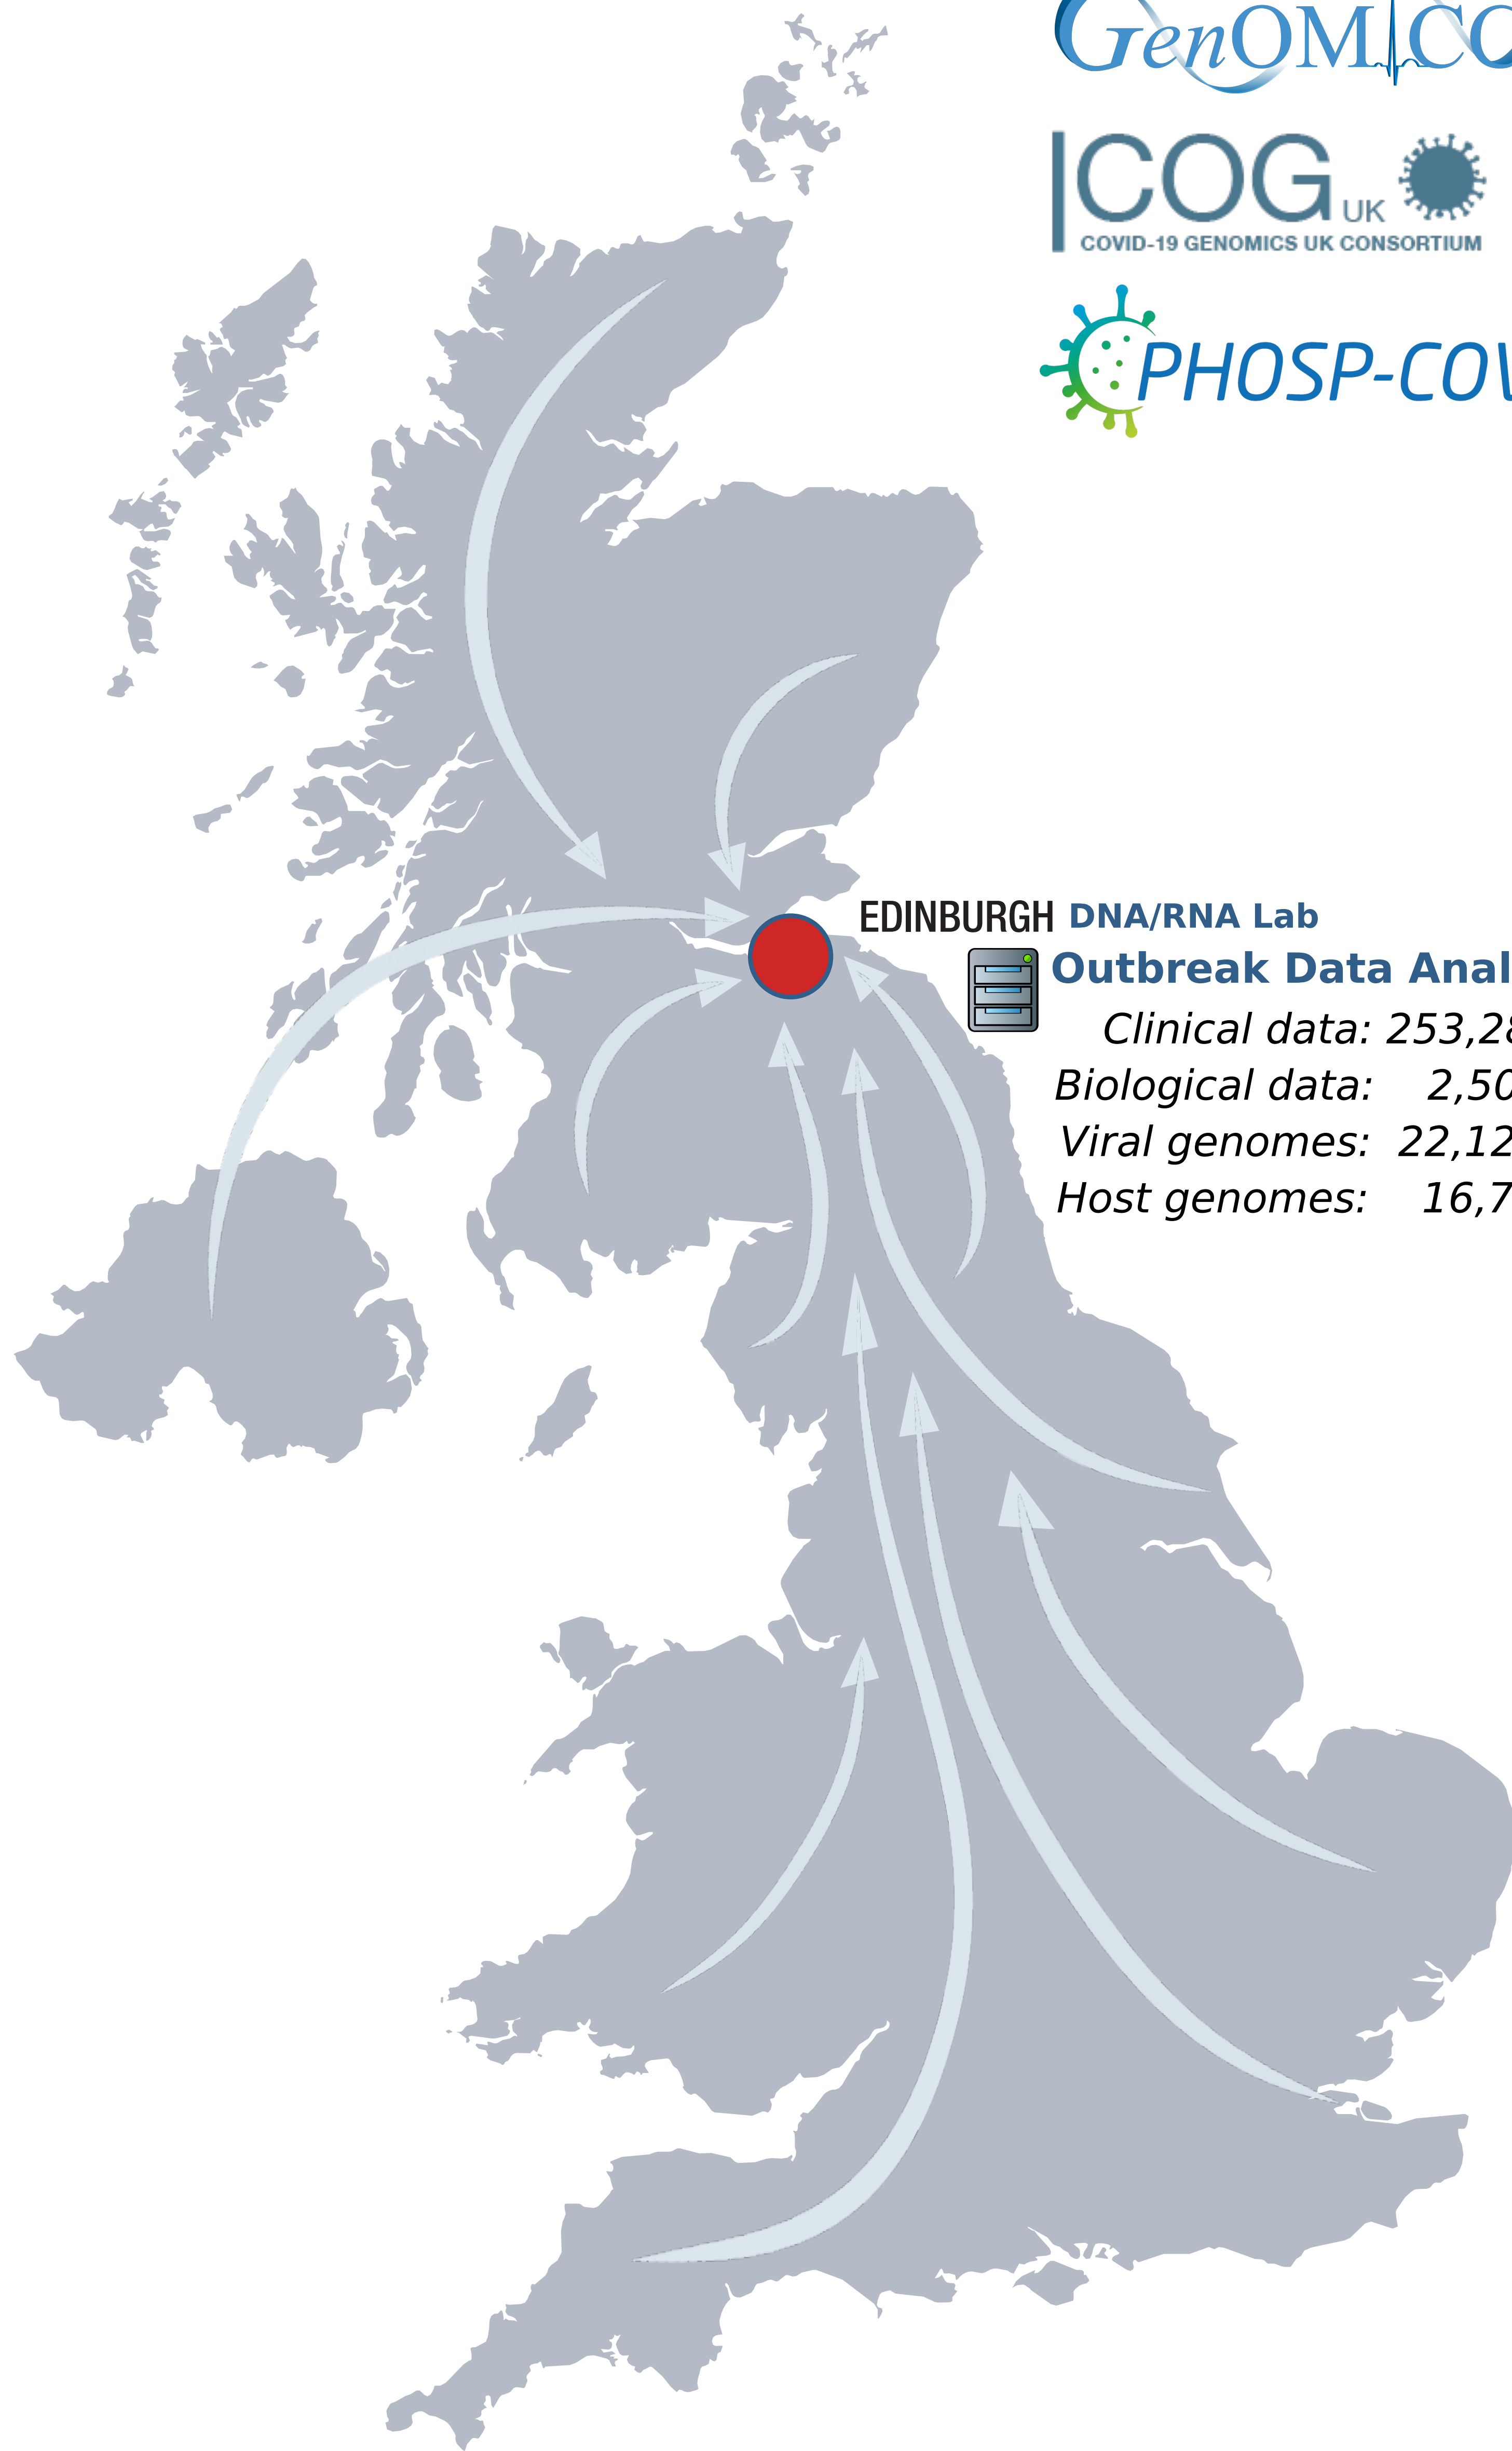 GenOMICC
COG UK
COVID-19 GENOMICS UK CONSORTIUM
PHOSP-COV
EDINBURGH DNA/RNA Lab
Outbreak Data Anal
Clinical data: 253,28
Biological data: 2,50
Viral genomes: 22,12
Host genomes: 16,7